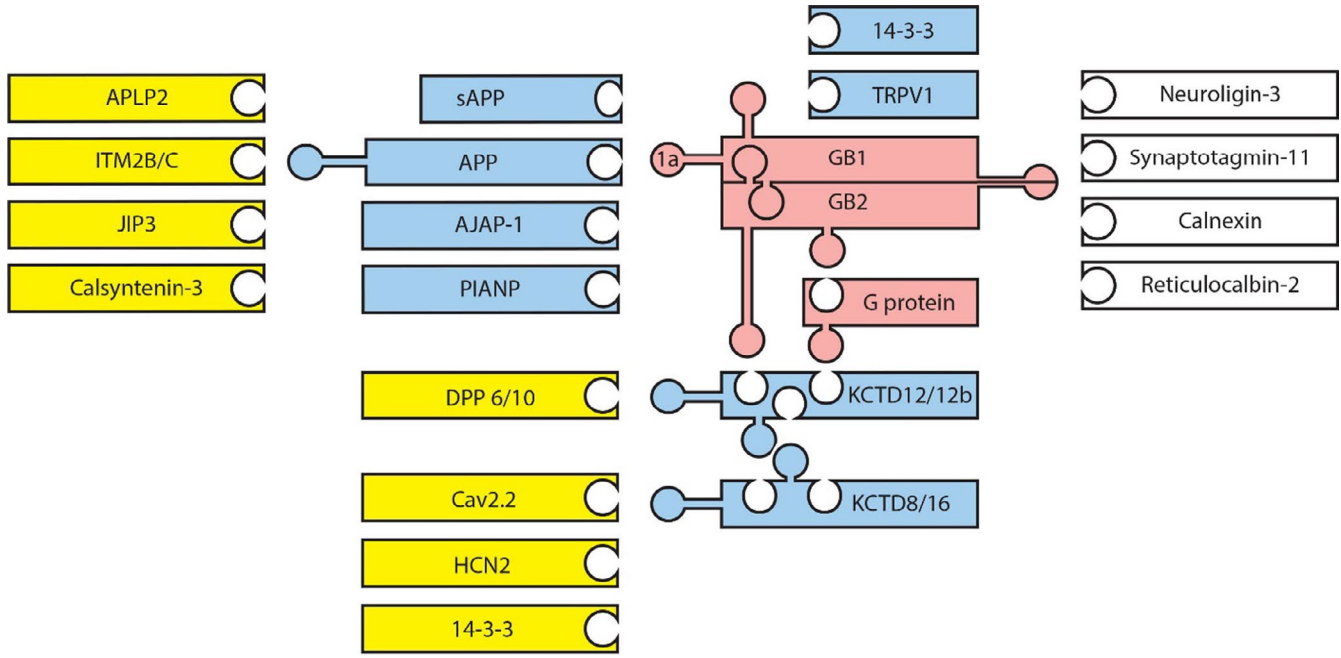 14-3-3
APLP2
sAPP
TRPV1
Neuroligin-3
ITM2B/C
APP
1a
GB1
Synaptotagmin-11
GB2
JIP3
AJAP-1
Calnexin
Calsyntenin-3
PIANP
G protein
Reticulocalbin-2
DPP 6/10
KCTD12/12b
Cav2.2
KCTD8/16
HCN2
14-3-3